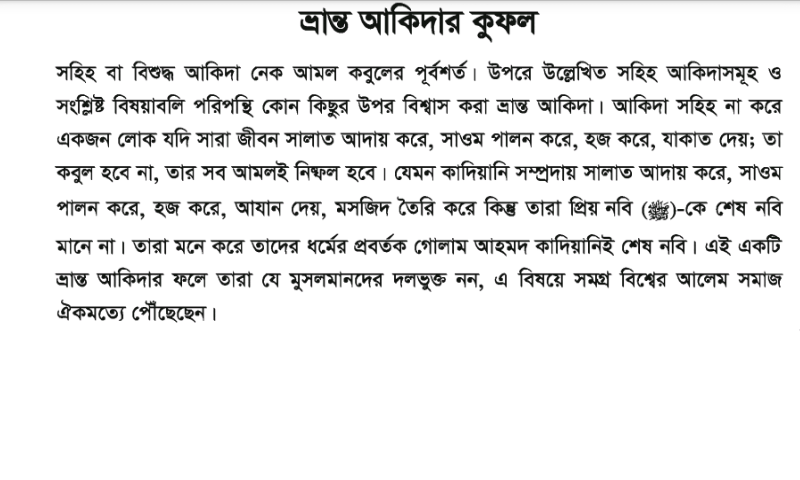 ভ্রান্ত আকিদার কুফল
সহিহ বা বিশুদ্ধ আকিদা নেক আমল কবুলের পূর্বশর্ত। উপরে উল্লেখিত সহিহ আকিদাসমূহ ও
সংশ্লিষ্ট বিষয়াবলি পরিপন্থি কোন কিছুর উপর বিশ্বাস করা ভ্রান্ত আকিদা। আকিদা সহিহ না করে
একজন লোক যদি সারা জীবন সালাত আদায় করে, সাওম পালন করে, হজ করে, যাকাত দেয়; তা
কবুল হবে না, তার সব আমলই নিষ্ফল হবে। যেমন কাদিয়ানি সম্প্রদায় সালাত আদায় করে, সাওম
পালন করে, হজ করে, আযান দেয়, মসজিদ তৈরি করে কিন্তু তারা প্রিয় নবি (ﷺ)-কে শেষ নবি
মানে না। তারা মনে করে তাদের ধর্মের প্রবর্তক গোলাম আহমদ কাদিয়ানিই শেষ নবি। এই একটি
ভ্রান্ত আকিদার ফলে তারা যে মুসলমানদের দলভুক্ত নন, এ বিষয়ে সমগ্র বিশ্বের আলেম সমাজ
ঐকমত্যে পৌঁছেছেন।